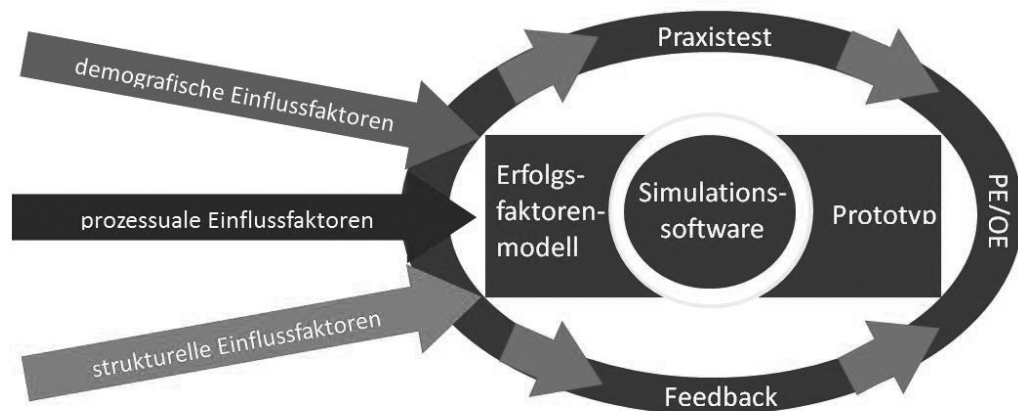 demografische Einflussfaktoren
prozessuale Einflussfaktoren
strukturelle Einflussfaktoren
Praxistest
Erfolgs-
faktoren-
modell
Simulations-
software
Prototyp
PE/OE
Feedback